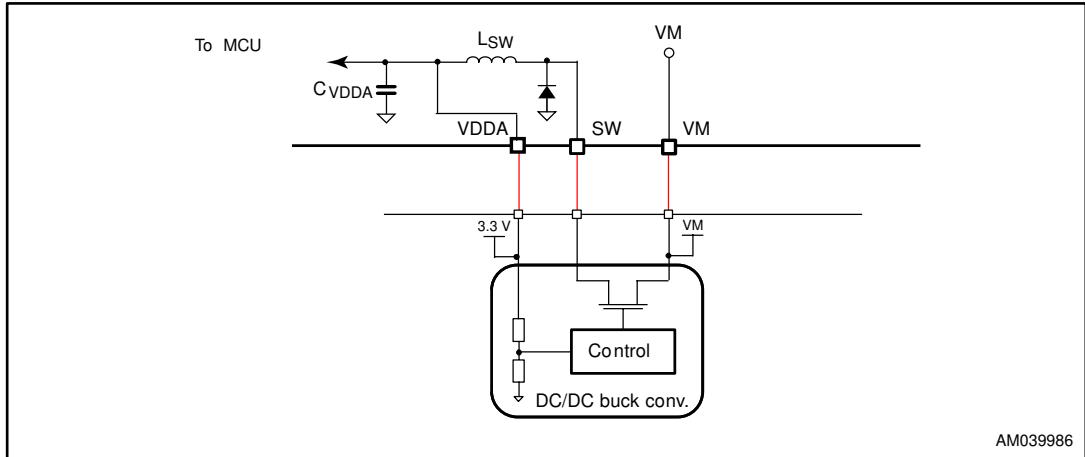 To MCU
LSW
VM
CVDDA
VDDA
SW
VM
3.3 V
VM
Control
DC/DC buck conv.
AM039986